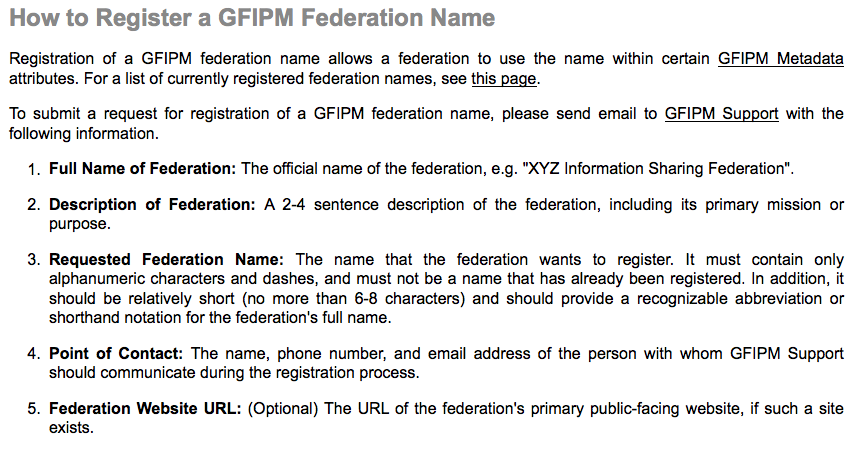 How to Register a GFIPM Federation Name
Registration of a GFIPM federation name allows a federation to use the name within certain GFIPM Metadata
attributes. For a list of currently registered federation names, see this page.
To submit a request for registration of a GFIPM federation name, please send email to GFIPM Support with the
following information.
1. Full Name of Federation: The official name of the federation, e.g. "XYZ Information Sharing Federation".
2. Description of Federation: A 2-4 sentence description of the federation, including its primary mission or
purpose.
3. Requested Federation Name: The name that the federation wants to register. It must contain only
alphanumeric characters and dashes, and must not be a name that has already been registered. In addition, it
should be relatively short (no more than 6-8 characters) and should provide a recognizable abbreviation or
shorthand notation for the federation's full name.
4. Point of Contact: The name, phone number, and email address of the person with whom GFIPM Support
should communicate during the registration process.
5. Federation Website URL: (Optional) The URL of the federation's primary public-facing website, if such a site
exists.